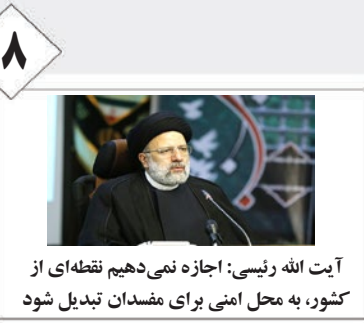 ۸
آیت الله رئیسی: اجازه نمی‌دهیم نقطه‌ای از
کشور، به محل امنی برای مفسدان تبدیل شود